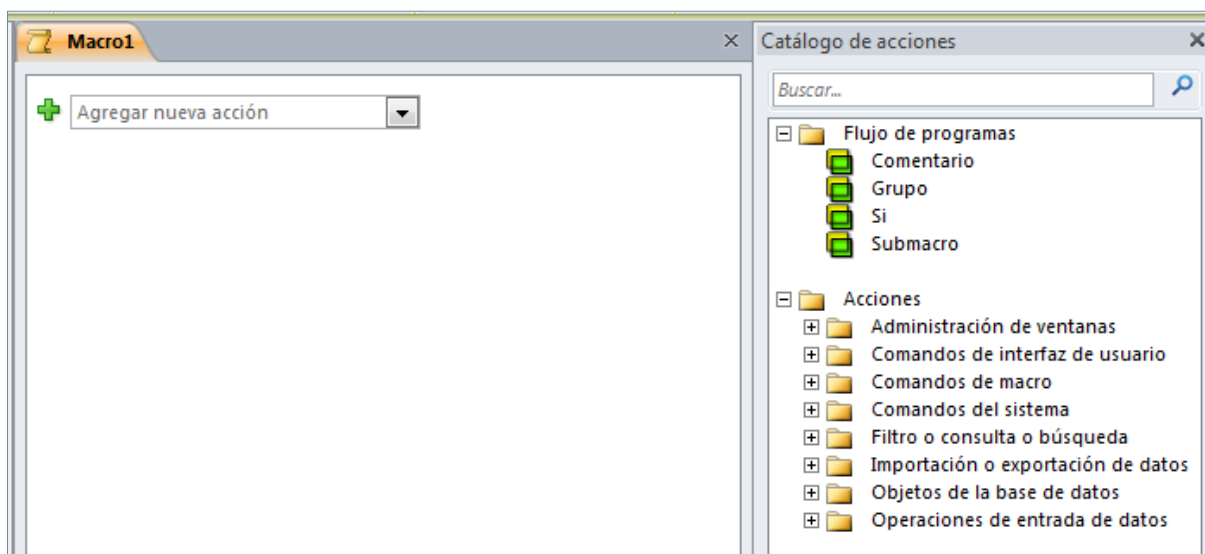 Macro1
Agregar nueva acción
Catálogo de acciones
Buscar...
Flujo de programas
Comentario
Grupo
Si
Submacro
Acciones
Administración de ventanas
Comandos de interfaz de usuario
Comandos de macro
Comandos del sistema
Filtro o consulta o búsqueda
Importación o exportación de datos
Objetos de la base de datos
Operaciones de entrada de datos